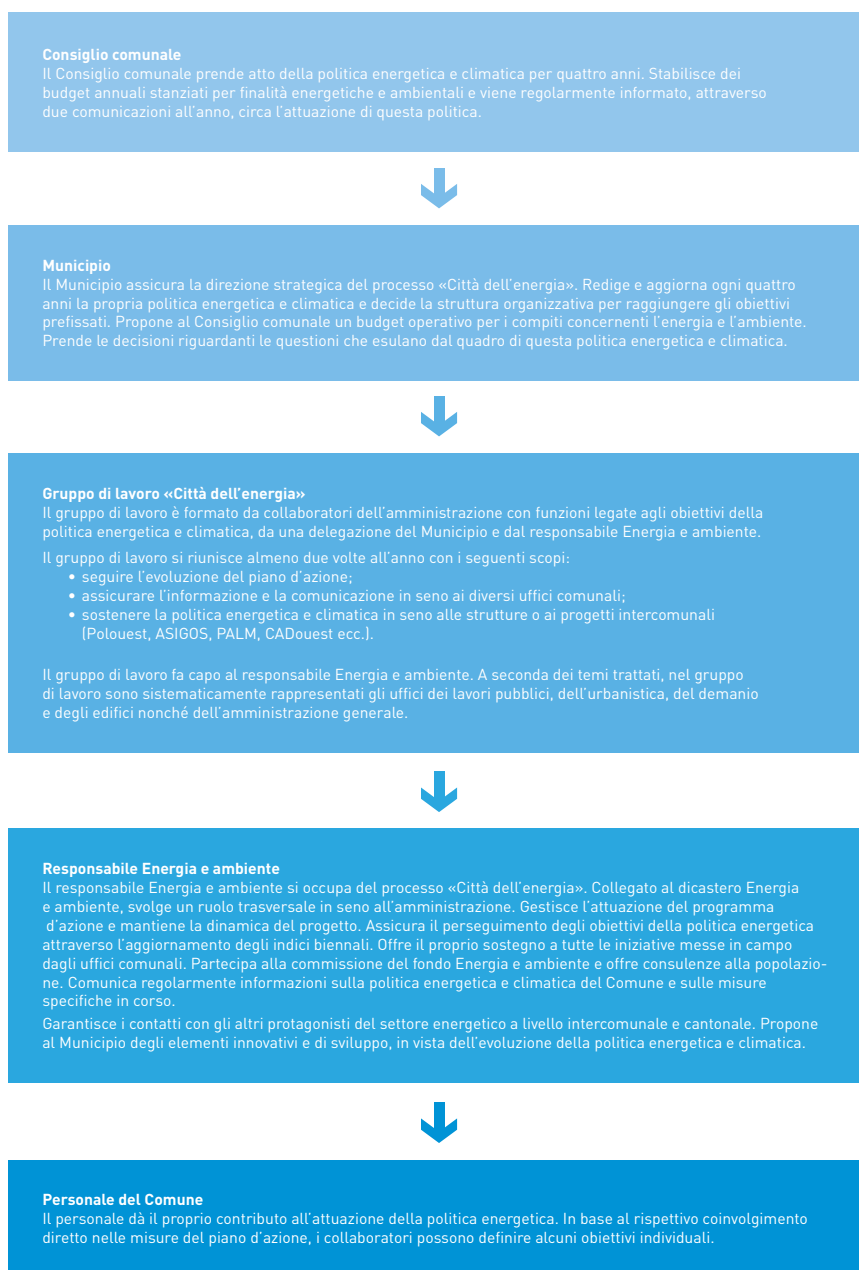 Consiglio comunale
Il Consiglio comunale prende atto della politica energetica e climatica per quattro anni. Stabilisce dei
budget annuali stanziati per finalità energetiche e ambientali e viene regolarmente informato, attraverso
due comunicazioni all'anno, circa l'attuazione di questa politica.
Municipio
Il Municipio assicura la direzione strategica del processo «Città dell'energia». Redige e aggiorna ogni quattro
anni la propria politica energetica e climatica e decide la struttura organizzativa per raggiungere gli obiettivi
prefissati. Propone al Consiglio comunale un budget operativo per i compiti concernenti l'energia e l'ambiente.
Prende le decisioni riguardanti le questioni che esulano dal quadro di questa politica energetica e climatica.
Gruppo di lavoro «Città dell'energia»
Il gruppo di lavoro è formato da collaboratori dell'amministrazione con funzioni legate agli obiettivi della
politica energetica e climatica, da una delegazione del Municipio e dal responsabile Energia e ambiente.
Il gruppo di lavoro si riunisce almeno due volte all'anno con i seguenti scopi:
• seguire l'evoluzione del piano d'azione;
• assicurare l'informazione e la comunicazione in seno ai diversi uffici comunali;
• sostenere la politica energetica e climatica in seno alle strutture o ai progetti intercomunali
(Polouest, ASIGOS, PALM, CADouest ecc.).
Il gruppo di lavoro fa capo al responsabile Energia e ambiente. A seconda dei temi trattati, nel gruppo
di lavoro sono sistematicamente rappresentati gli uffici dei lavori pubblici, dell'urbanistica, del demanio
e degli edifici nonché dell'amministrazione generale.
Responsabile Energia e ambiente
Il responsabile Energia e ambiente si occupa del processo «Città dell'energia». Collegato al dicastero Energia
e ambiente, svolge un ruolo trasversale in seno all'amministrazione. Gestisce l'attuazione del programma
d'azione e mantiene la dinamica del progetto. Assicura il perseguimento degli obiettivi della politica energetica
attraverso l'aggiornamento degli indici biennali. Offre il proprio sostegno a tutte le iniziative messe in campo
dagli uffici comunali. Partecipa alla commissione del fondo Energia e ambiente e offre consulenze alla popolazio-
ne. Comunica regolarmente informazioni sulla politica energetica e climatica del Comune e sulle misure
specifiche in corso.
Garantisce i contatti con gli altri protagonisti del settore energetico a livello intercomunale e cantonale. Propone
al Municipio degli elementi innovativi e di sviluppo, in vista dell'evoluzione della politica energetica e climatica.
Personale del Comune
Il personale dà il proprio contributo all'attuazione della politica energetica. In base al rispettivo coinvolgimento
diretto nelle misure del piano d'azione, i collaboratori possono definire alcuni obiettivi individuali.